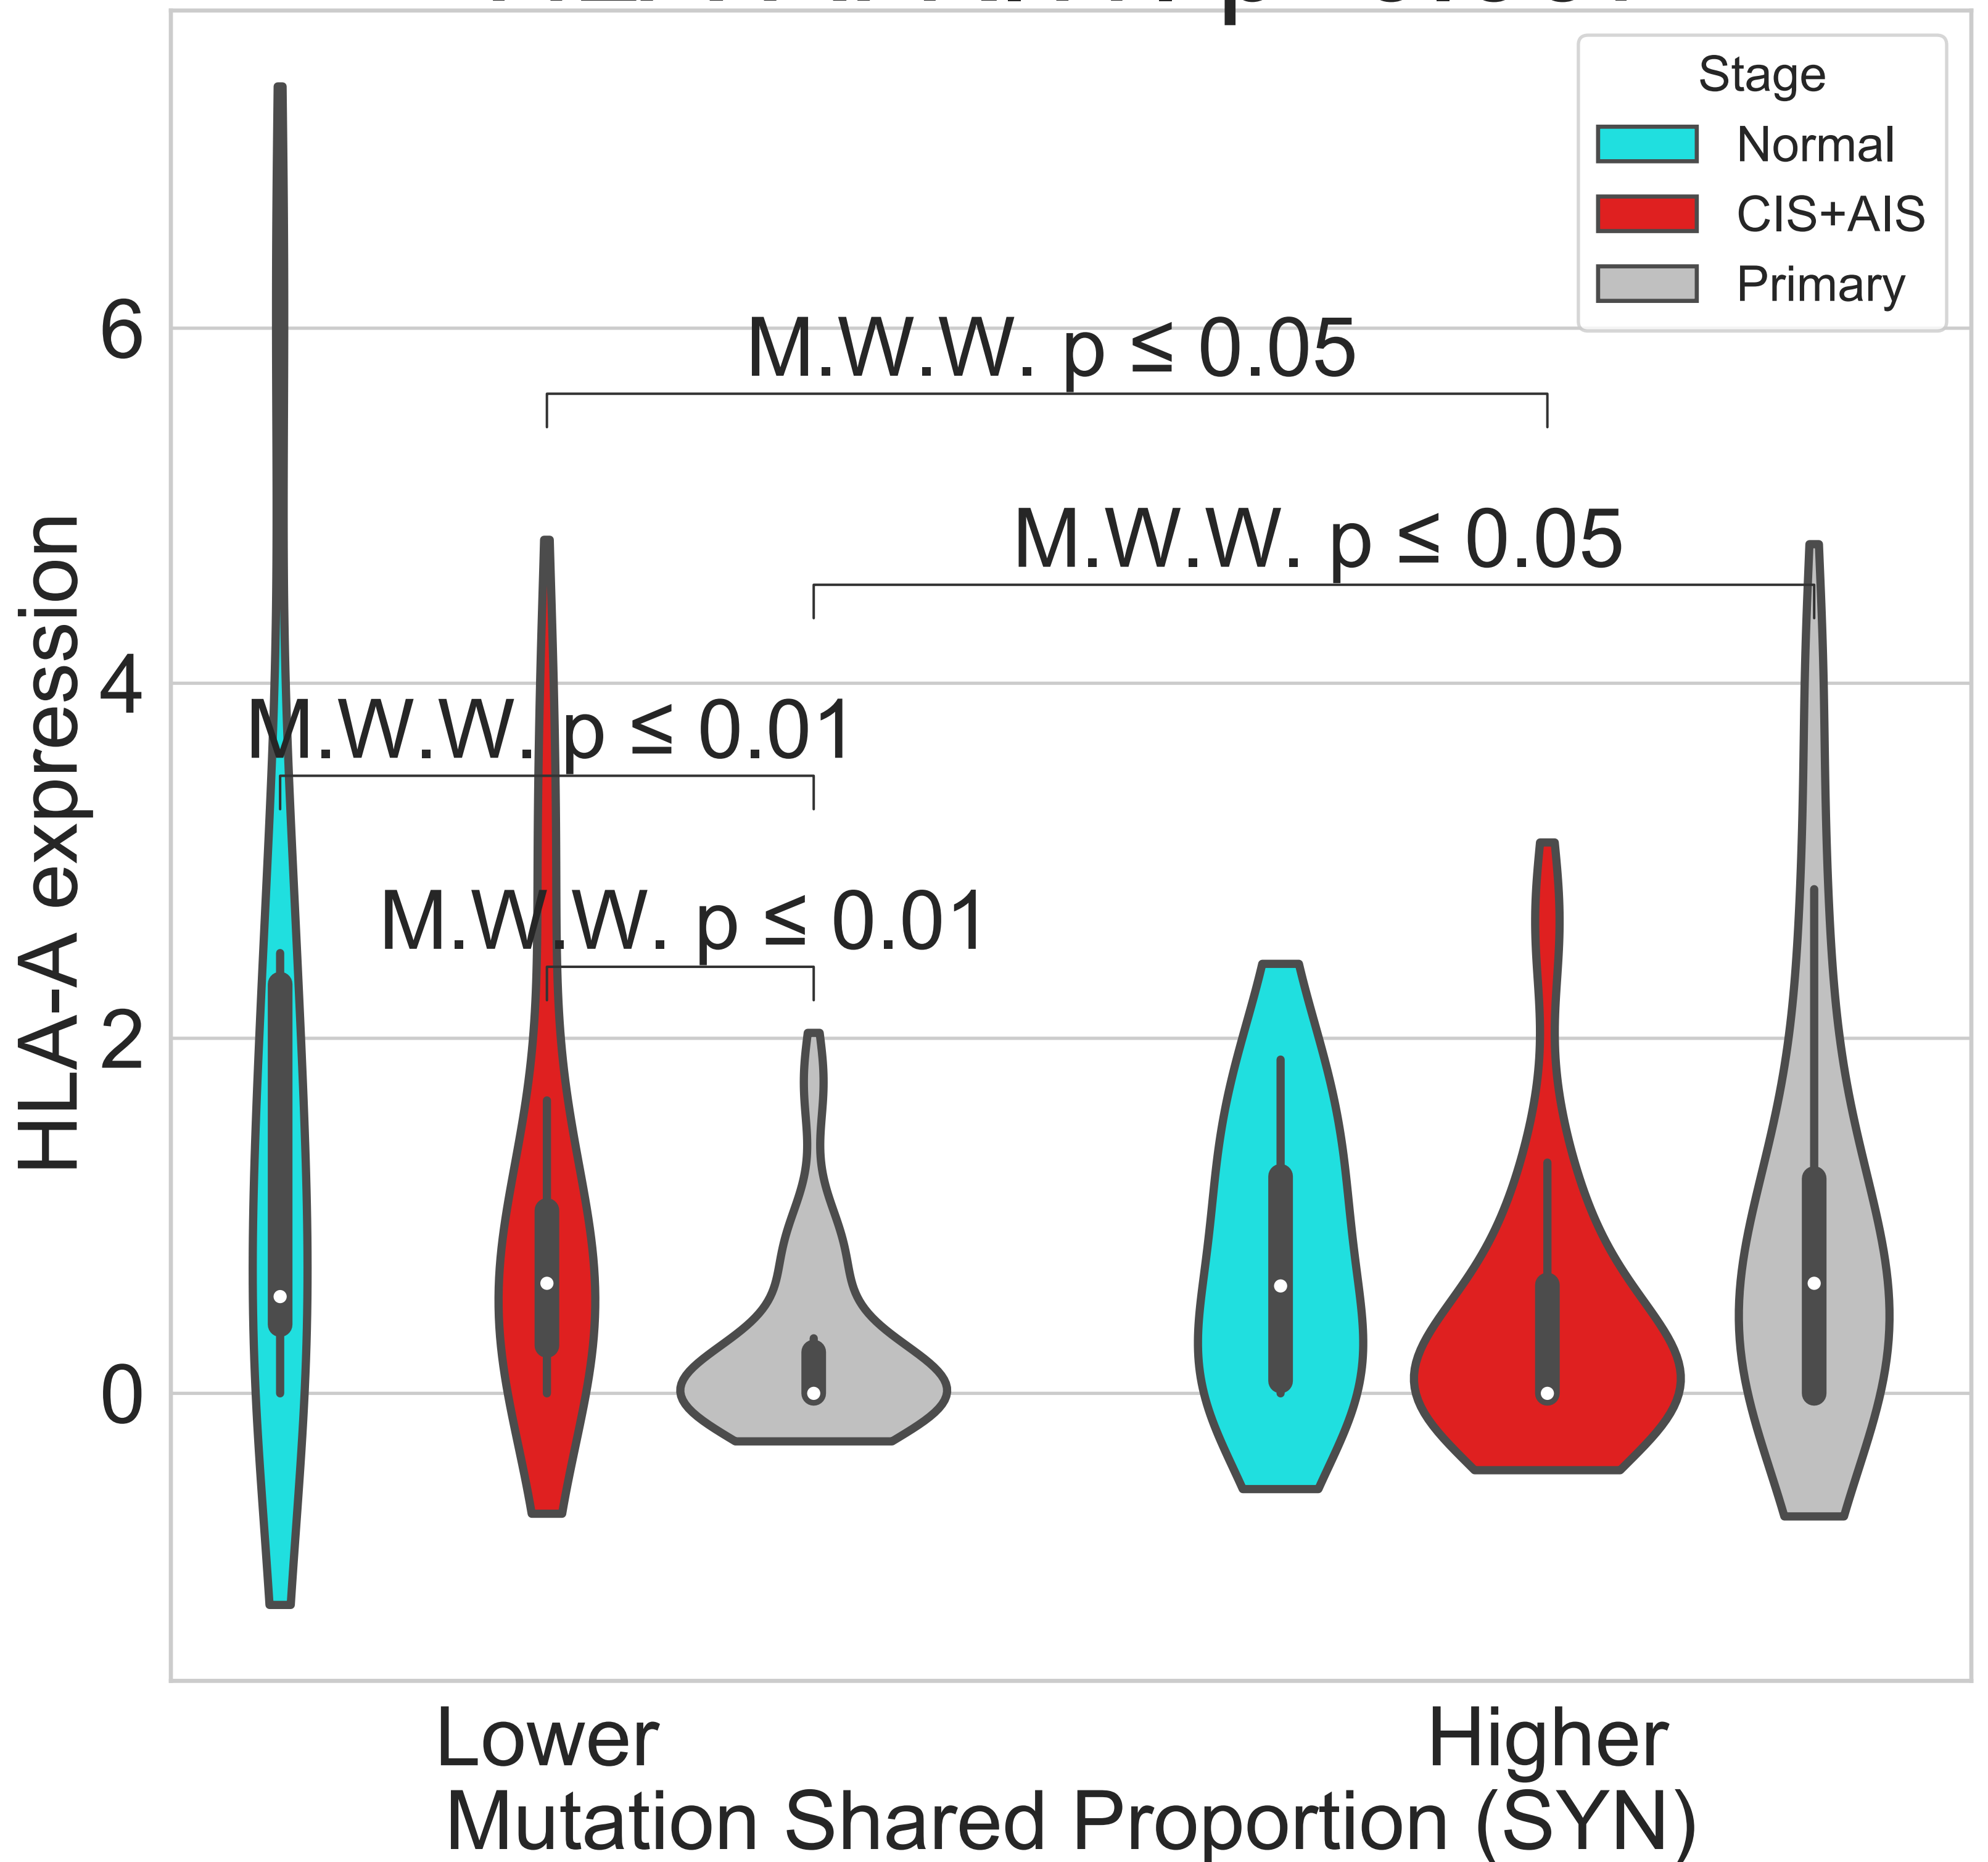 Stage
Normal
CIS+AIS
Primary
6
4
2
0
HLA-A expression
M.W.W. p ≤ 0.05
M.W.W. p ≤ 0.05
M.W.W. p ≤ 0.01
M.W.W. p ≤ 0.01
Lower
Higher
Mutation Shared Proportion (SYN)